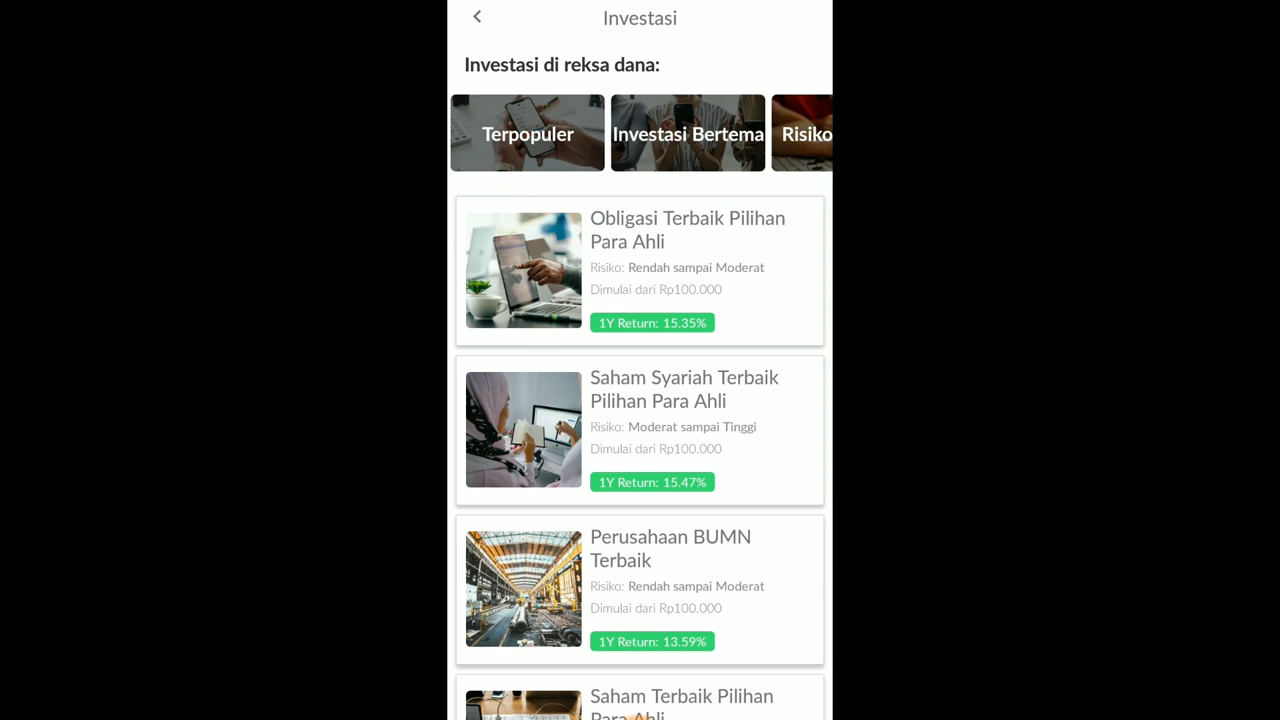 Investasi
Investasi di reksa dana:
Terpopuler
Investasi Bertema
Risiko
Obligasi Terbaik Pilihan
Para Ahli
Risiko: Rendah sampai Moderat
Dimulai dari Rp100.000
1Y Return: 15.35%
Saham Syariah Terbaik
Pilihan Para Ahli
Risiko: Moderat sampai Tinggi
Dimulai dari Rp100.000
1Y Return: 15.47%
Perusahaan BUMN
Terbaik
Risiko: Rendah sampai Moderat
Dimulai dari Rp100.000
1Y Return: 13.59%
Saham Terbaik Pilihan
Para Ahli